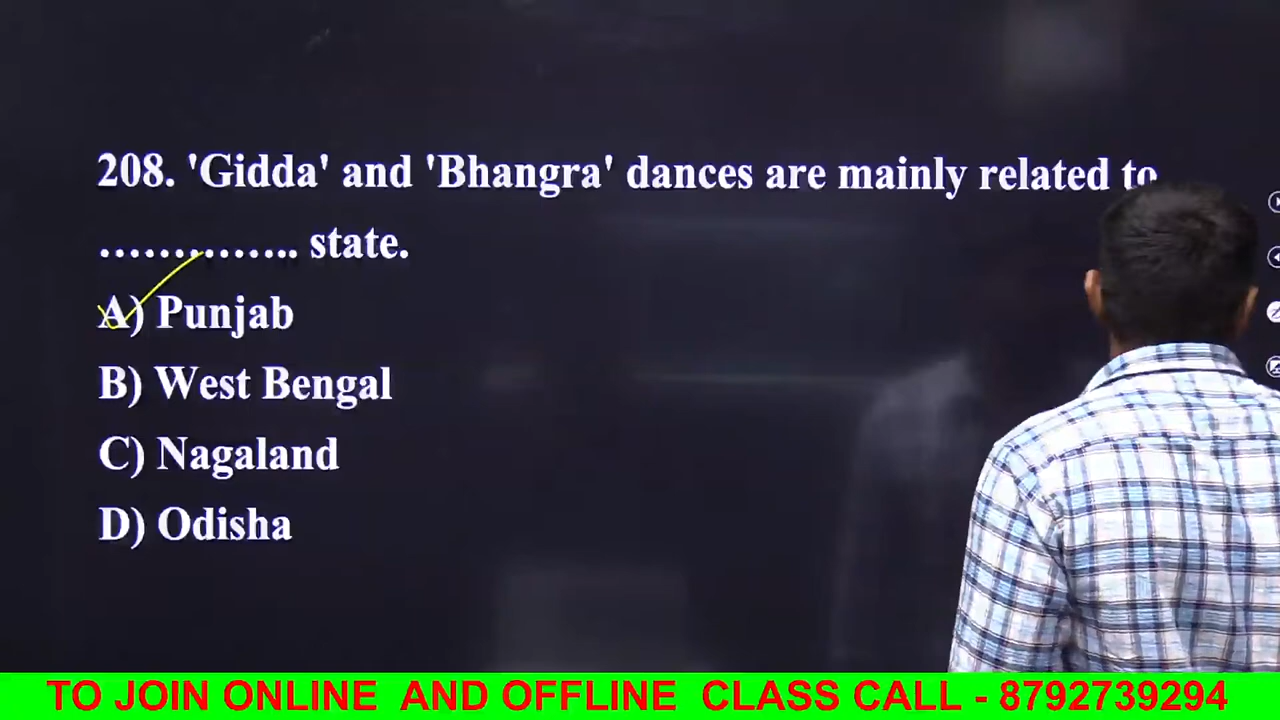 208. 'Gidda' and 'Bhangra' dances are mainly related to
………….. state.
A) Punjab
B) West Bengal
C) Nagaland
D) Odisha
TO JOIN ONLINE AND OFFLINE CLASS CALL - 8792739294